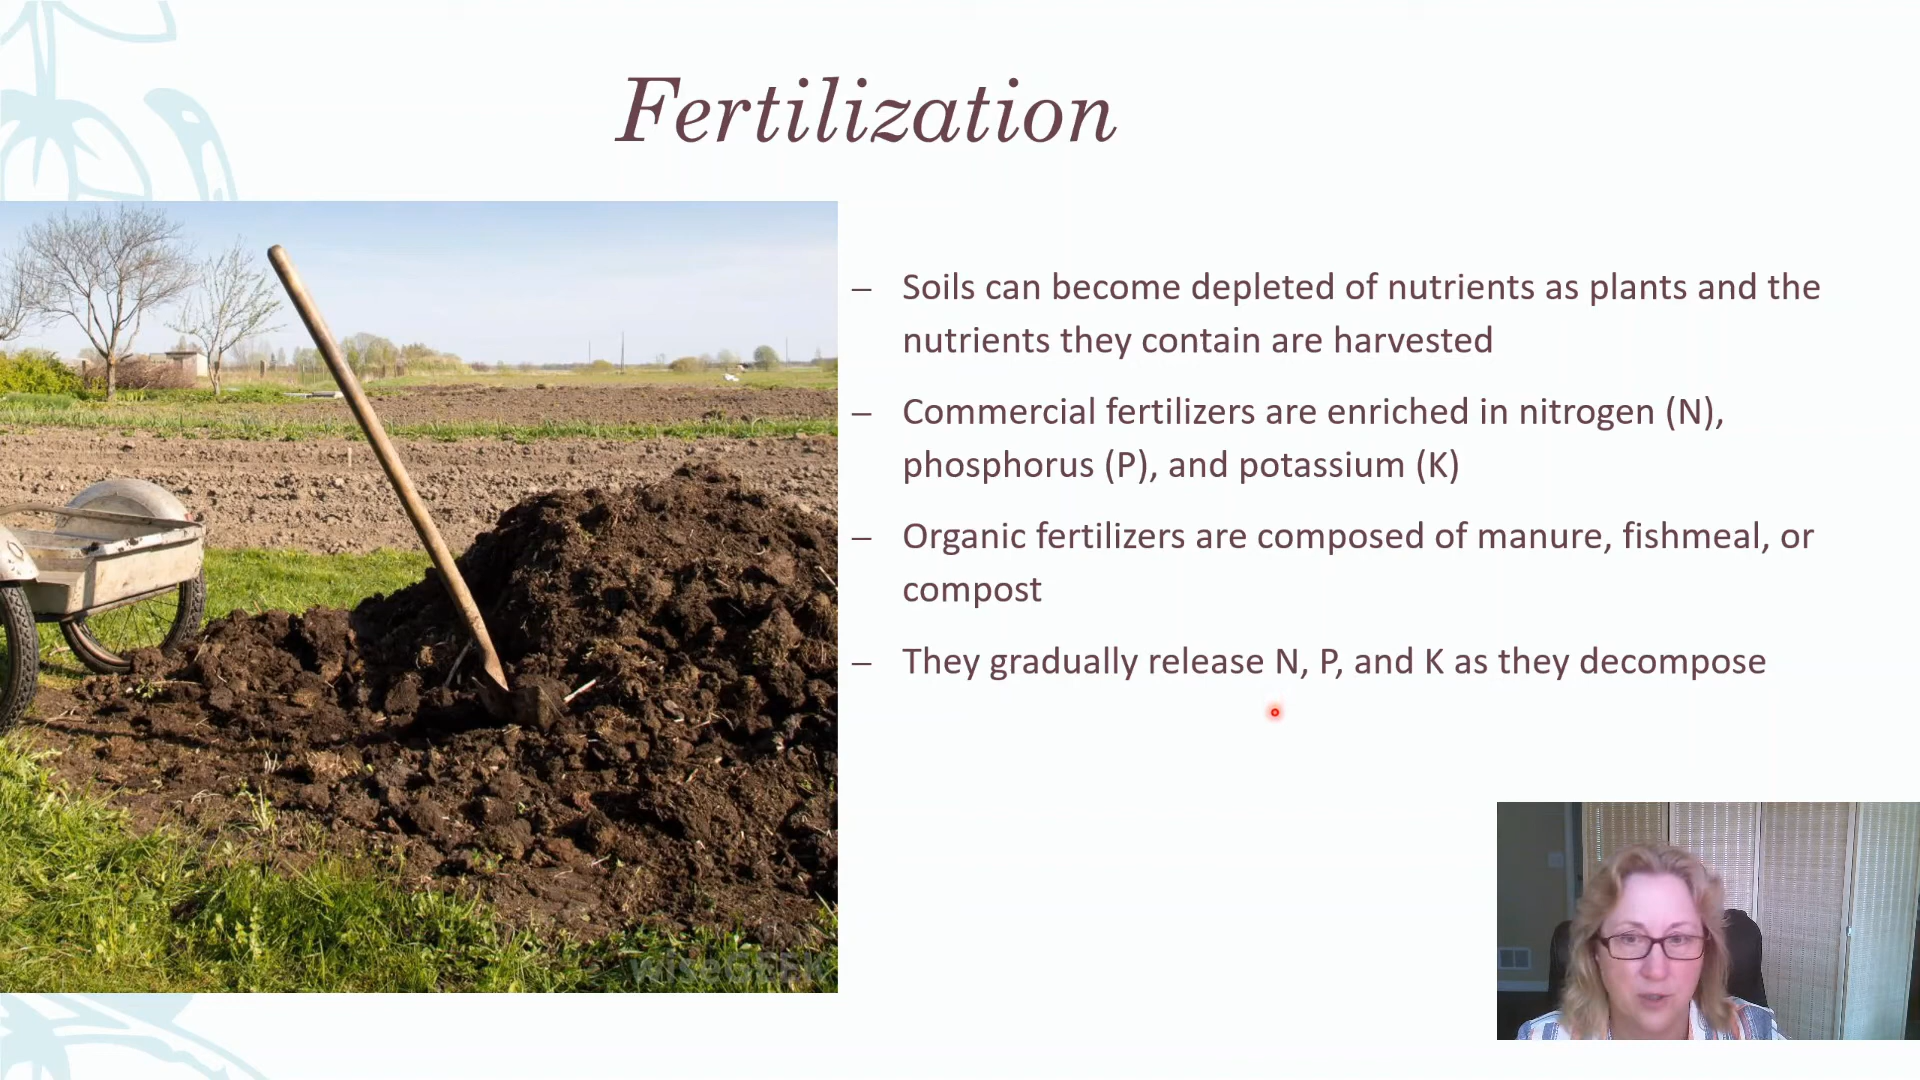 Fertilization
– Soils can become depleted of nutrients as plants and the
nutrients they contain are harvested
– Commercial fertilizers are enriched in nitrogen (N),
phosphorus (P), and potassium (K)
– Organic fertilizers are composed of manure, fishmeal, or
compost
– They gradually release N, P, and K as they decompose
wiseGEEK